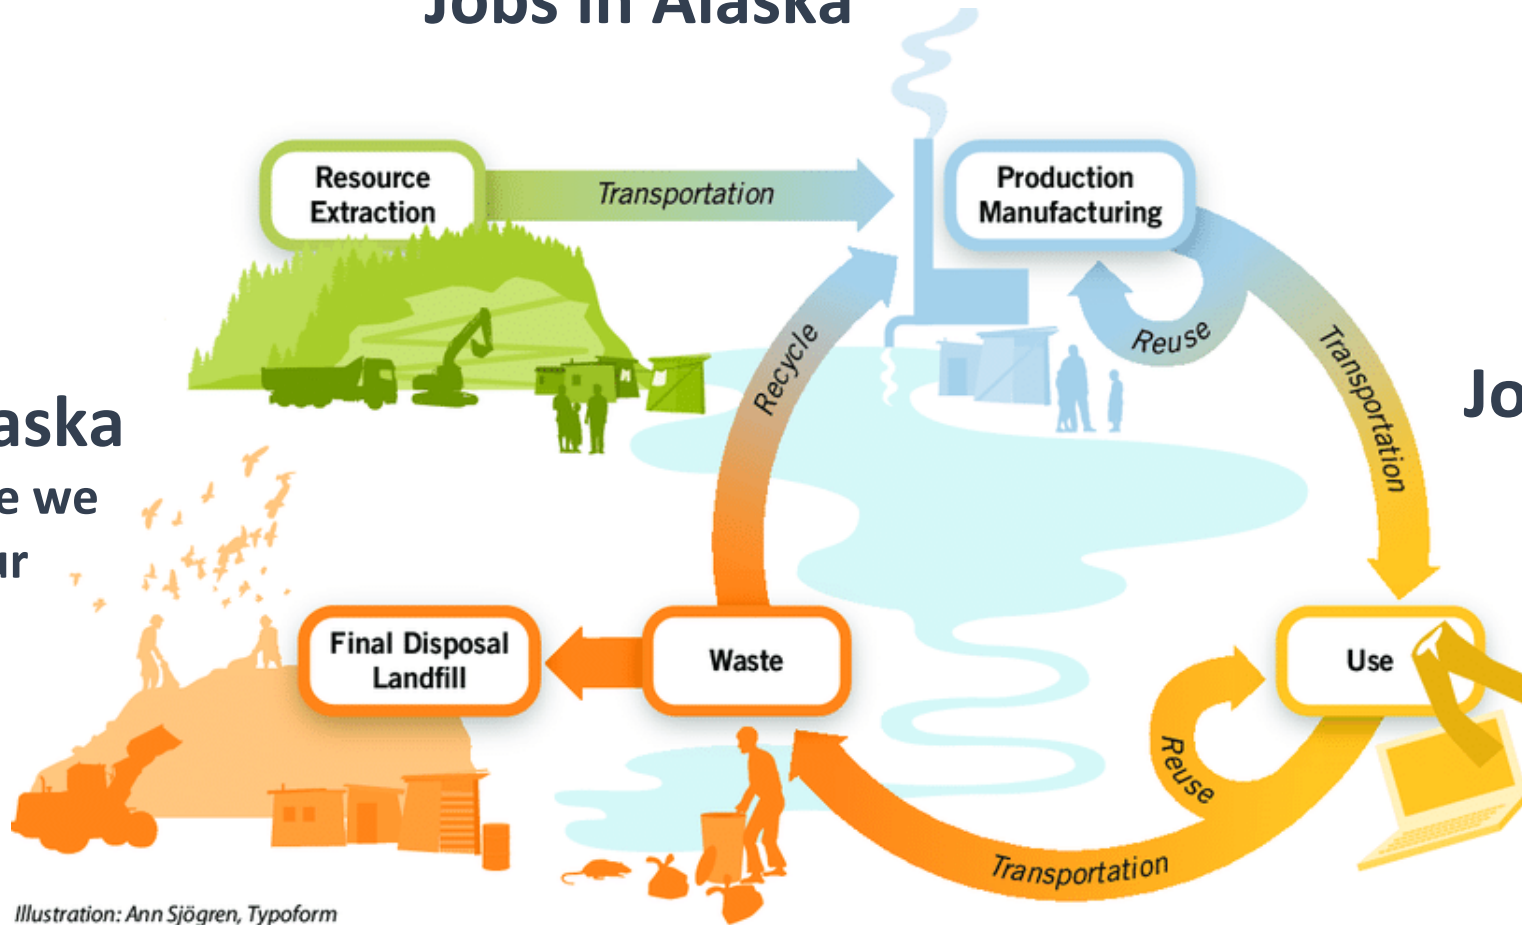 Jobs in Alaska
Resource
Extraction
Transportation
Production
Manufacturing
Reuse
Transportation
Recycle
aska
e we
ur
Jo
Final Disposal
Landfill
Waste
Use
Reuse
Transportation
Illustration: Ann Sjögren, Typoform